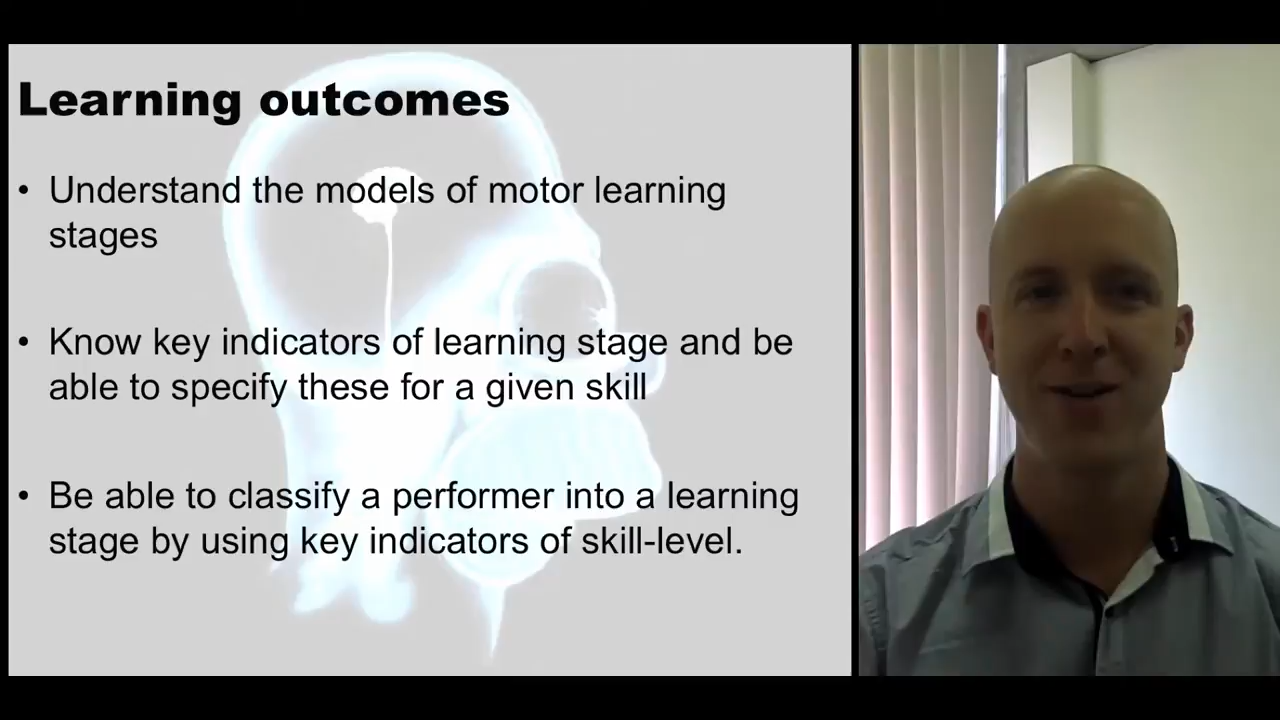 Learning outcomes
• Understand the models of motor learning
stages
• Know key indicators of learning stage and be
able to specify these for a given skill
• Be able to classify a performer into a learning
stage by using key indicators of skill-level.